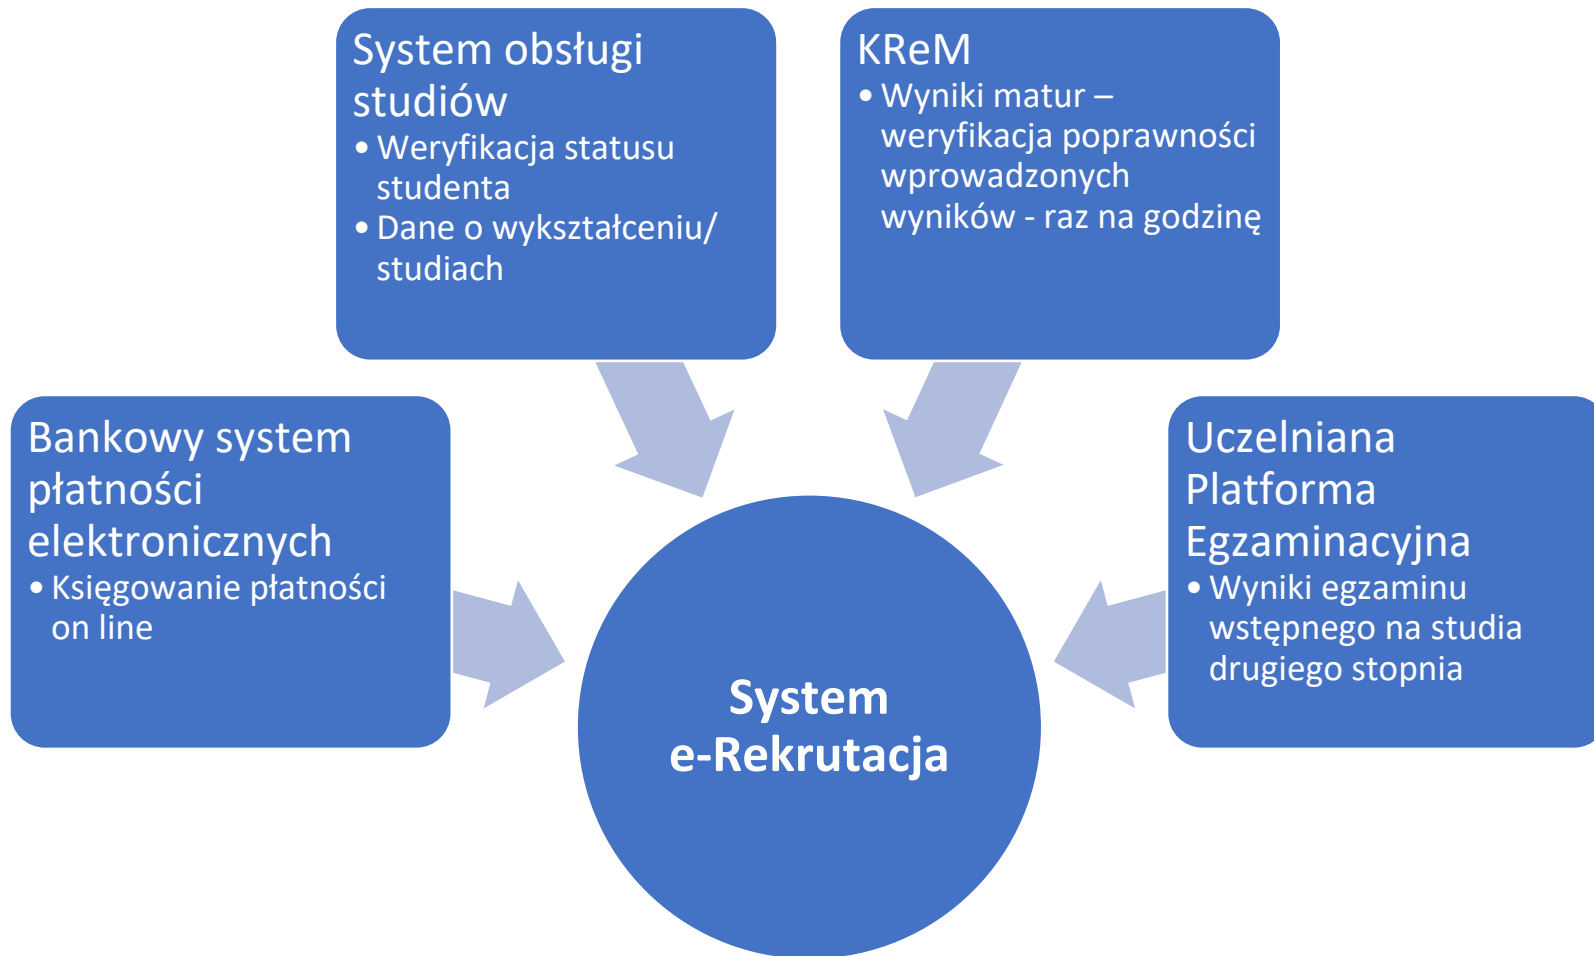 System obsługi
studiów
• Weryfikacja statusu
studenta
• Dane o wykształceniu/
studiach
KReM
• Wyniki matur –
weryfikacja poprawności
wprowadzonych
wyników - raz na godzinę
Bankowy system
płatności
elektronicznych
• Księgowanie płatności
on line
Uczelniana
Platforma
Egzaminacyjna
• Wyniki egzaminu
wstępnego na studia
drugiego stopnia
System
e-Rekrutacja